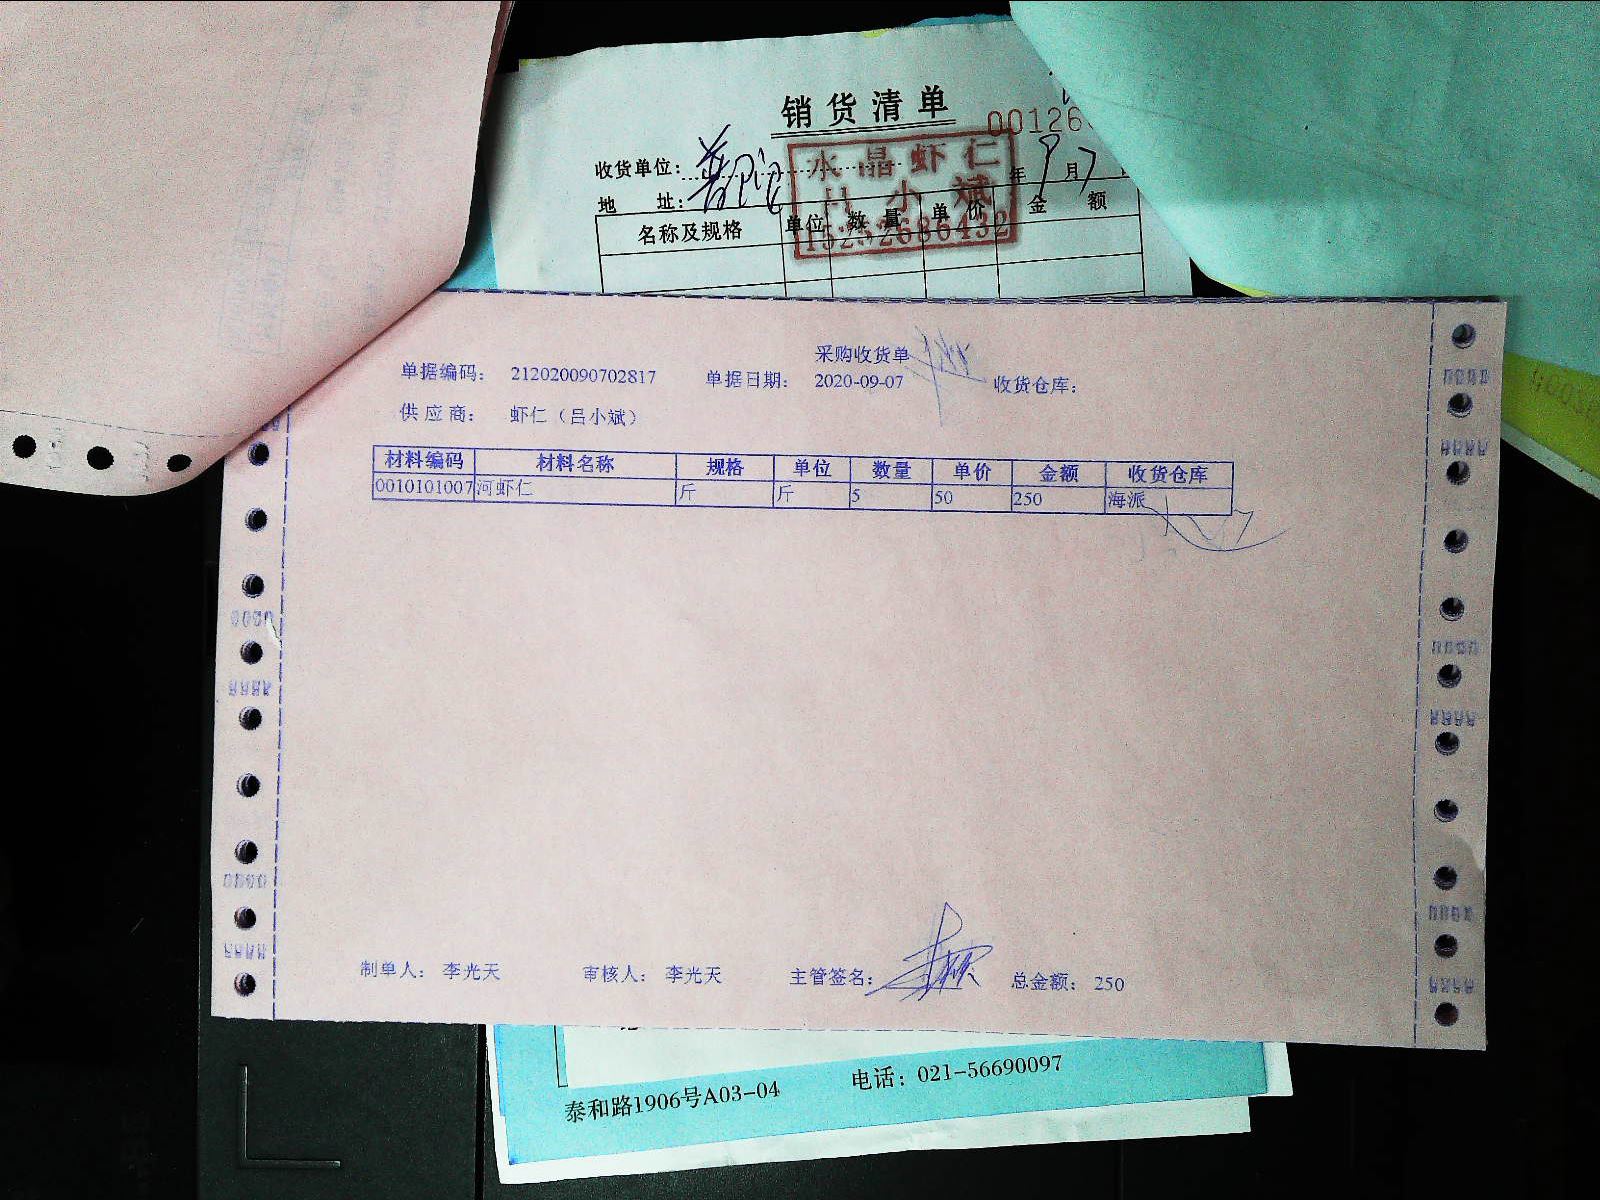 销货清单
00126
收货单位: 普陀
水晶虾仁
年 9 月 7
地 址:
吕小斌
名称及规格 单位 数量 单价 金 额
15252686432
采购收货单
单据编码: 212020090702817 单据日期: 2020-09-07 收货仓库:
供应商: 虾仁（吕小斌）
材料编码 材料名称 规格 单位 数量 单价 金额 收货仓库
0010101007 河虾仁 斤 斤 5 50 250 海派
制单人: 李光天 审核人: 李光天 主管签名: 总金额: 250
泰和路1906号A03-04 电话: 021-56690097